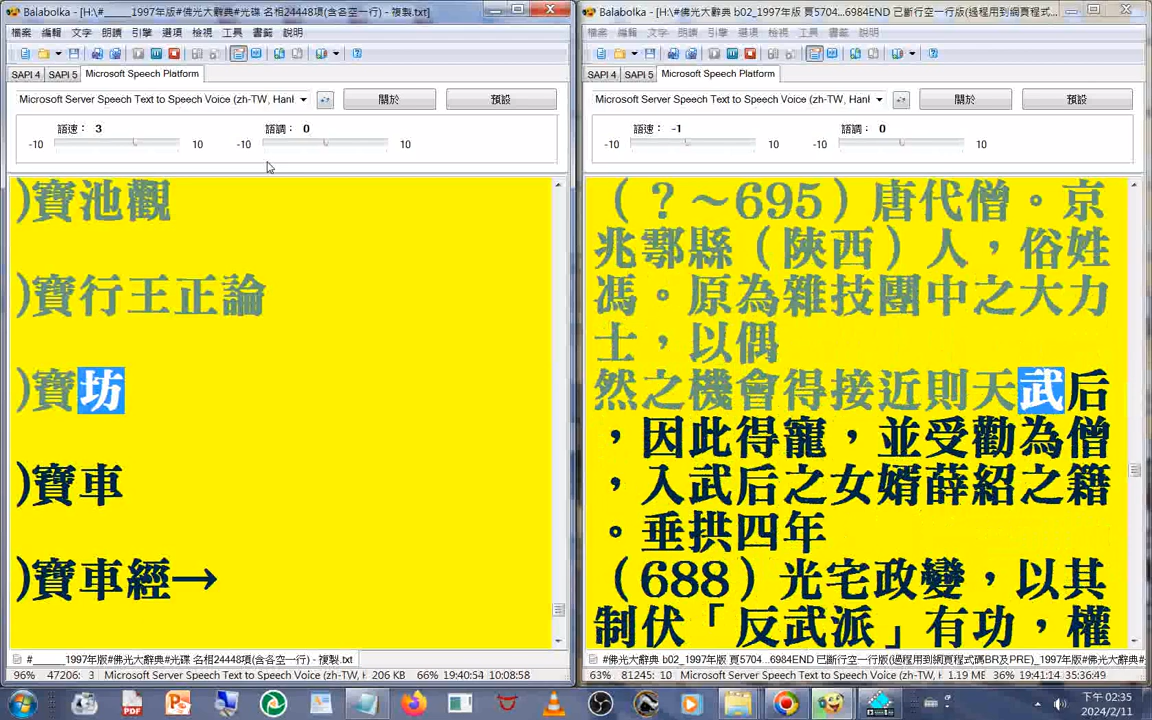 Balabolka - [H:\#_____1997年版#佛光大辭典#光碟 名相24448項(含各空一行) - 複製.txt]
檔案 編輯 文字 朗讀 引擎 選項 檢視 工具 書籤 說明
SAPI 4 SAPI 5 Microsoft Speech Platform
Microsoft Server Speech Text to Speech Voice (zh-TW, Hanl
關於
預設
語速： 3
語調： 0
-10 10 -10 10
)寶池觀
)寶行王正論
)寶坊
)寶車
)寶車經→
#_____1997年版#佛光大辭典#光碟 名相24448項(含各空一行) - 複製.txt
96% 47206: 3 Microsoft Server Speech Text to Speech Voice (zh-TW, H 206 KB 66% 19:40:54 10:08:58
Balabolka - [H:\#佛光大辭典 b02_1997年版 頁5704...6984END 已斷行空一行版(過程用到網頁程式...
檔案 編輯 文字 朗讀 引擎 選項 檢視 工具 書籤 說明
SAPI 4 SAPI 5 Microsoft Speech Platform
Microsoft Server Speech Text to Speech Voice (zh-TW, Hanl
關於
預設
語速： -1
語調： 0
-10 10 -10 10
（？～695）唐代僧。京
兆鄠縣（陝西）人，俗姓
馮。原為雜技團中之大力
士，以偶
然之機會得接近則天武后
，因此得寵，並受勸為僧
，入武后之女婿薛紹之籍
。垂拱四年
（688）光宅政變，以其
制伏「反武派」有功，權
#佛光大辭典 b02_1997年版 頁5704...6984END 已斷行空一行版(過程用到網頁程式碼BR及PRE)_1997年版#佛光大辭典#
63% 81245: 10 Microsoft Server Speech Text to Speech Voice (zh-TW, H 1.19 MB 36% 19:41:14 35:36:49
下午 02:35
2024/2/11